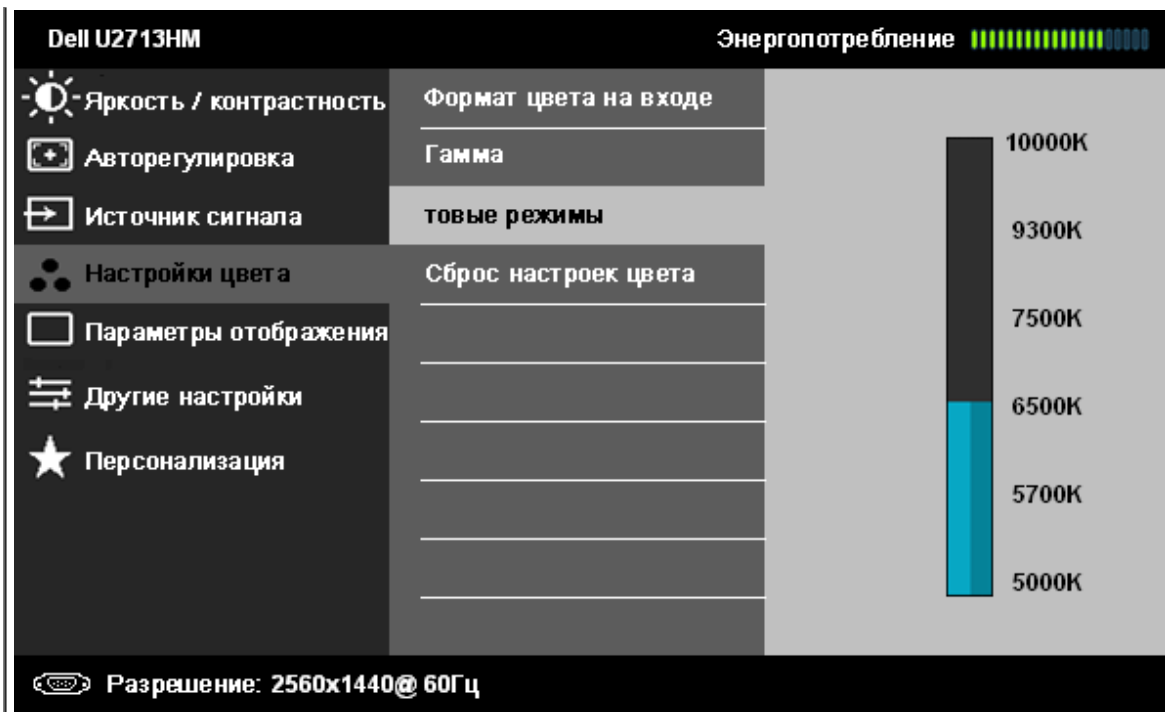 Dell U2713HM
Энергопотребление
Яркость / контрастность
Авторегулировка
Источник сигнала
Настройки цвета
Параметры отображения
Другие настройки
Персонализация
Формат цвета на входе
Гамма
товые режимы
Сброс настроек цвета
10000K
9300K
7500K
6500K
5700K
5000K
Разрешение: 2560x1440@ 60Гц